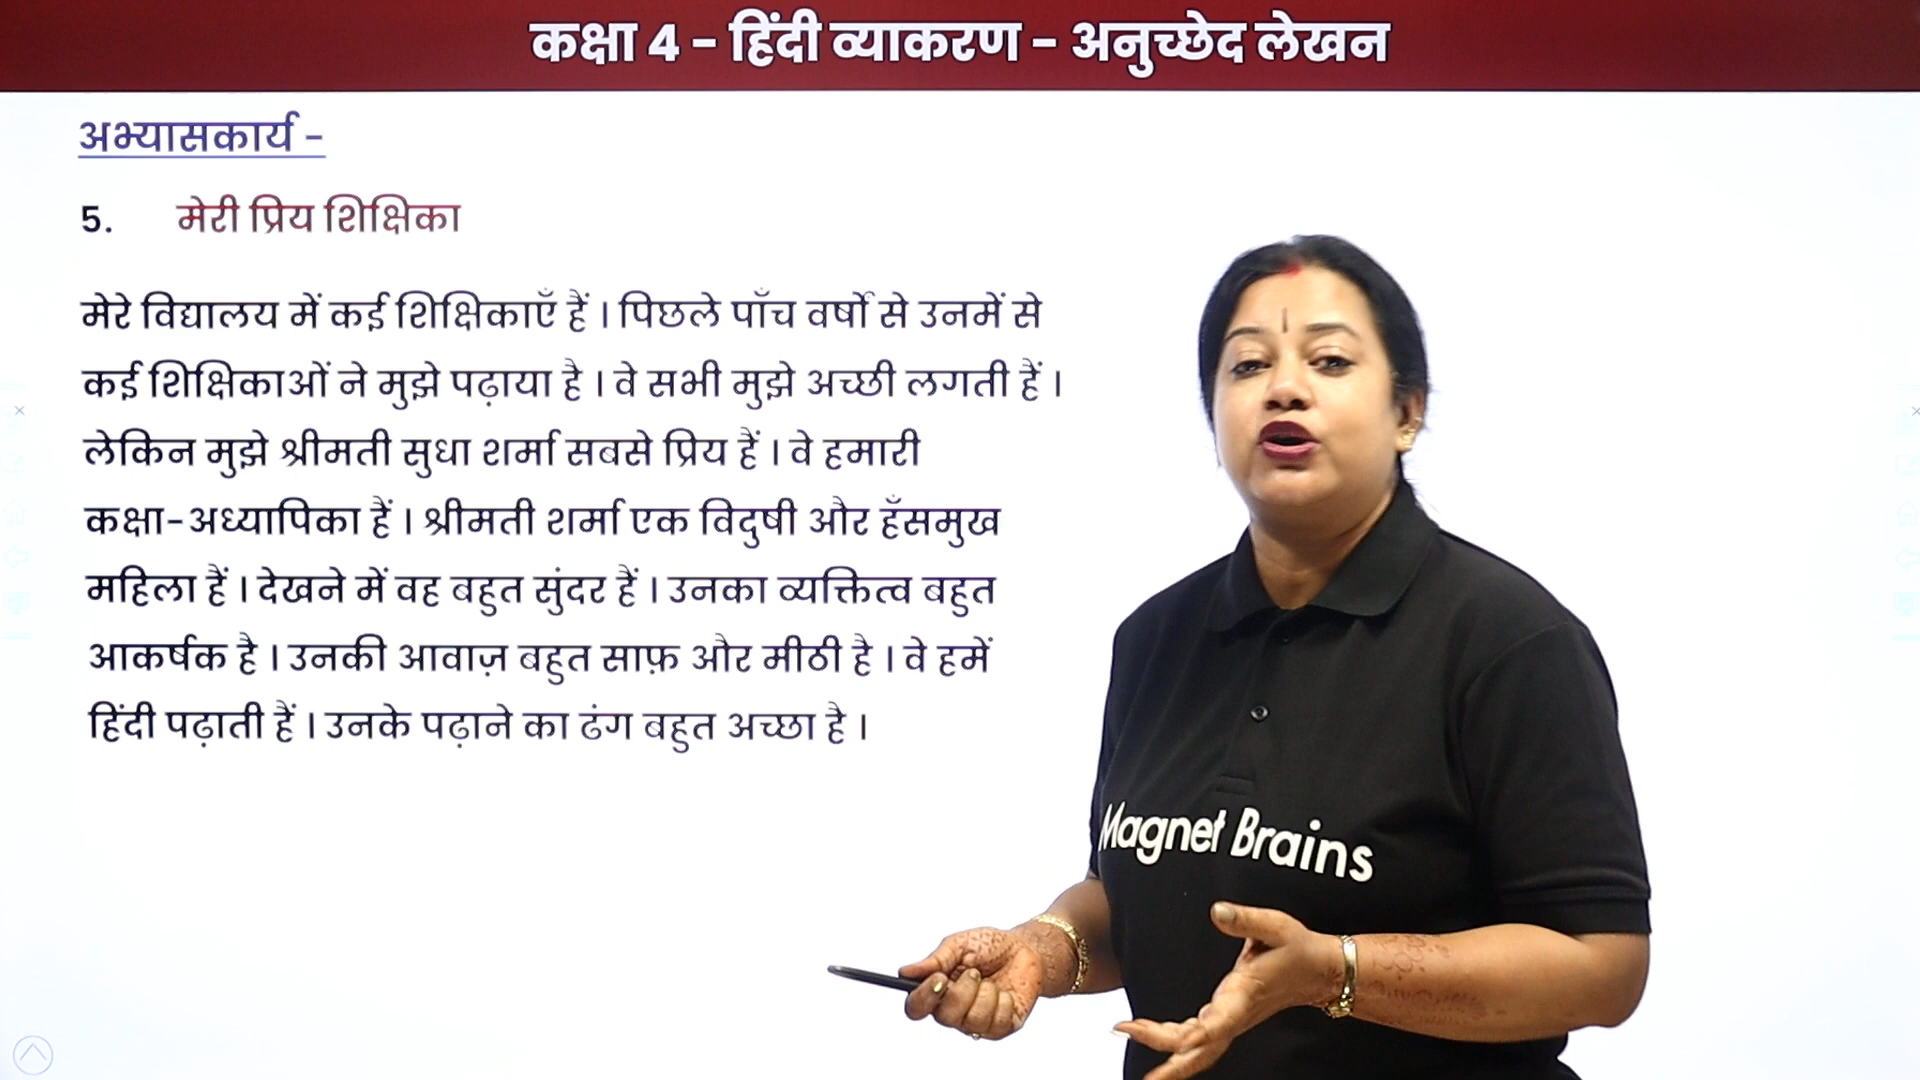 कक्षा 4 - हिंदी व्याकरण - अनुच्छेद लेखन
अभ्यासकार्य -
5. मेरी प्रिय शिक्षिका
मेरे विद्यालय में कई शिक्षिकाएँ हैं । पिछले पाँच वर्षों से उनमें से
कई शिक्षिकाओं ने मुझे पढ़ाया है । वे सभी मुझे अच्छी लगती हैं ।
लेकिन मुझे श्रीमती सुधा शर्मा सबसे प्रिय हैं । वे हमारी
कक्षा-अध्यापिका हैं । श्रीमती शर्मा एक विदुषी और हँसमुख
महिला हैं । देखने में वह बहुत सुंदर हैं । उनका व्यक्तित्व बहुत
आकर्षक है । उनकी आवाज़ बहुत साफ़ और मीठी है । वे हमें
हिंदी पढ़ाती हैं । उनके पढ़ाने का ढंग बहुत अच्छा है ।
Magnet Brains